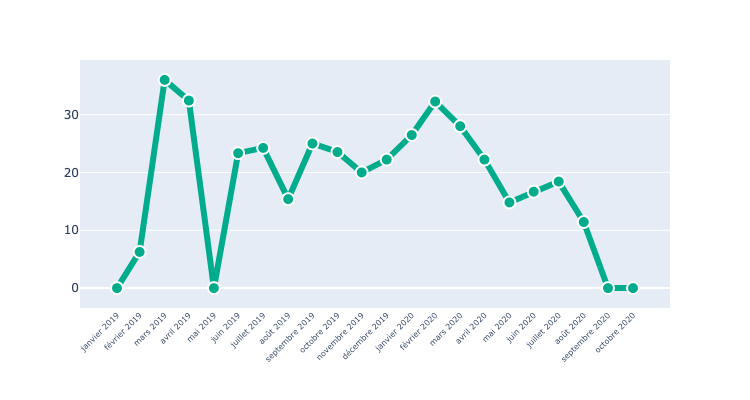 30
20
10
0
janvier 2019
février 2019
mars 2019
avril 2019
mai 2019
juin 2019
juillet 2019
août 2019
septembre 2019
octobre 2019
novembre 2019
décembre 2019
janvier 2020
février 2020
mars 2020
avril 2020
mai 2020
juin 2020
juillet 2020
août 2020
septembre 2020
octobre 2020